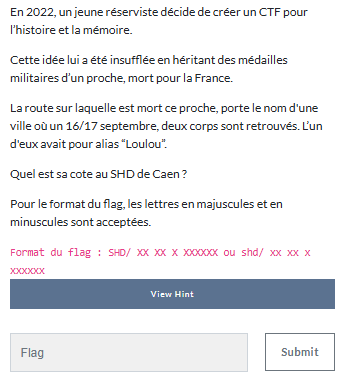 En 2022, un jeune réserviste décide de créer un CTF pour
l'histoire et la mémoire.
Cette idée lui a été insufflée en héritant des médailles
militaires d'un proche, mort pour la France.
La route sur laquelle est mort ce proche, porte le nom d'une
ville où un 16/17 septembre, deux corps sont retrouvés. L'un
d'eux avait pour alias “Loulou”.
Quel est sa cote au SHD de Caen ?
Pour le format du flag, les lettres en majuscules et en
minuscules sont acceptées.
Format du flag : SHD/ XX XX X XXXXXX ou shd/ xx xx x
xxxxxx
View Hint
Flag
Submit